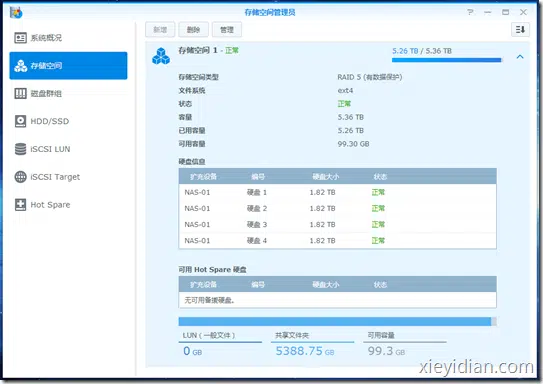 存储空间管理员
新增 删除 管理
系统概况
存储空间
磁盘群组
HDD/SSD
iSCSI LUN
iSCSI Target
Hot Spare
存储空间 1 - 正常
5.26 TB / 5.36 TB
存储空间类型 RAID 5 (有数据保护)
文件系统 ext4
状态 正常
容量 5.36 TB
已用容量 5.26 TB
可用容量 99.30 GB
硬盘信息
扩充设备 编号 硬盘大小 状态
NAS-01 硬盘 1 1.82 TB 正常
NAS-01 硬盘 2 1.82 TB 正常
NAS-01 硬盘 3 1.82 TB 正常
NAS-01 硬盘 4 1.82 TB 正常
可用 Hot Spare 硬盘
扩充设备 编号 硬盘大小 状态
无可用备援硬盘。
LUN（一般文件） 共享文件夹 可用容量
0 GB 5388.75 GB 99.3 GB
xieyidian.com